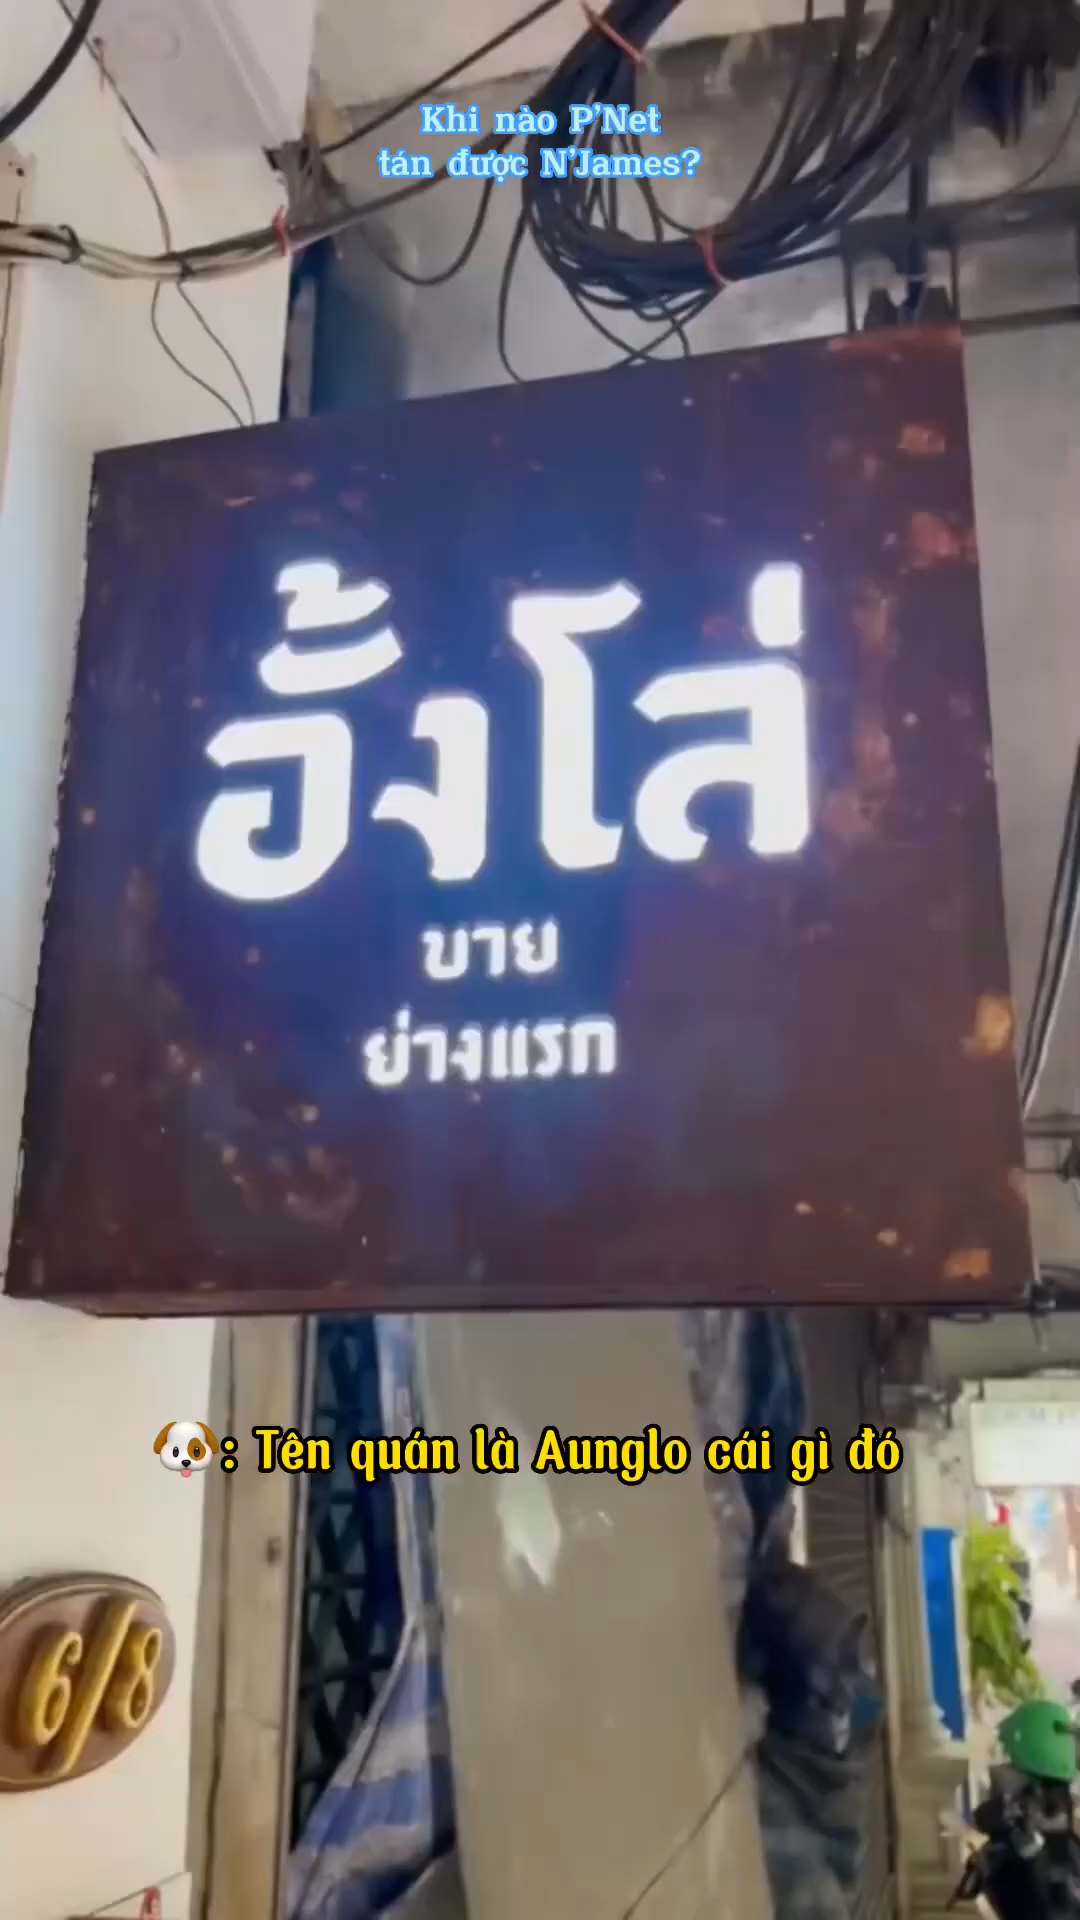 Khi nào P’Net
tán được N’James?
อั้งโล่
บาย
ย่างแรก
🐶: Tên quán là Aunglo cái gì đó
6/8